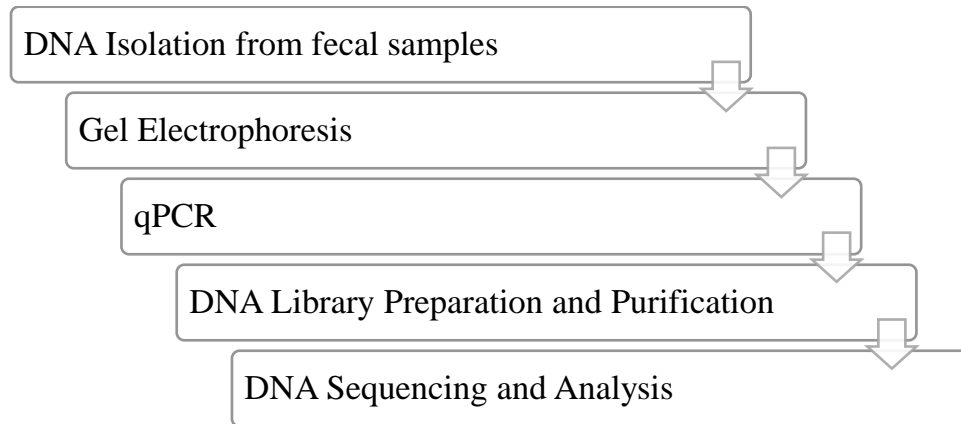 DNA Isolation from fecal samples
Gel Electrophoresis
qPCR
DNA Library Preparation and Purification
DNA Sequencing and Analysis